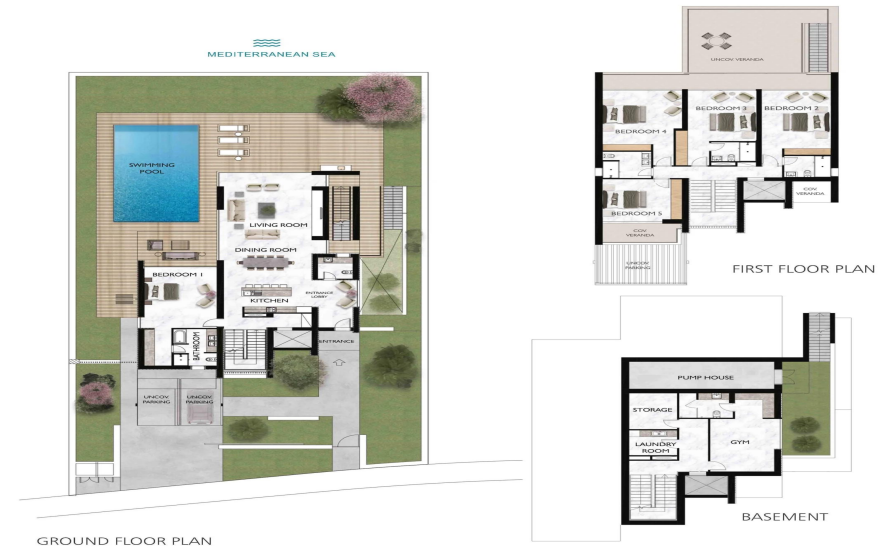 MEDITERRANEAN SEA
SWIMMING
POOL
LIVING ROOM
DINING ROOM
BEDROOM 1
KITCHEN
ENTRANCE
LOBBY
BATHROOM
ENTRANCE
UNCOV
PARKING
UNCOV
PARKING
GROUND FLOOR PLAN
UNCOV VERANDA
BEDROOM 4
BEDROOM 3
BEDROOM 2
BEDROOM 5
COV
VERANDA
COV
VERANDA
UNCOV
PARKING
FIRST FLOOR PLAN
PUMP HOUSE
STORAGE
LAUNDRY
ROOM
GYM
BASEMENT